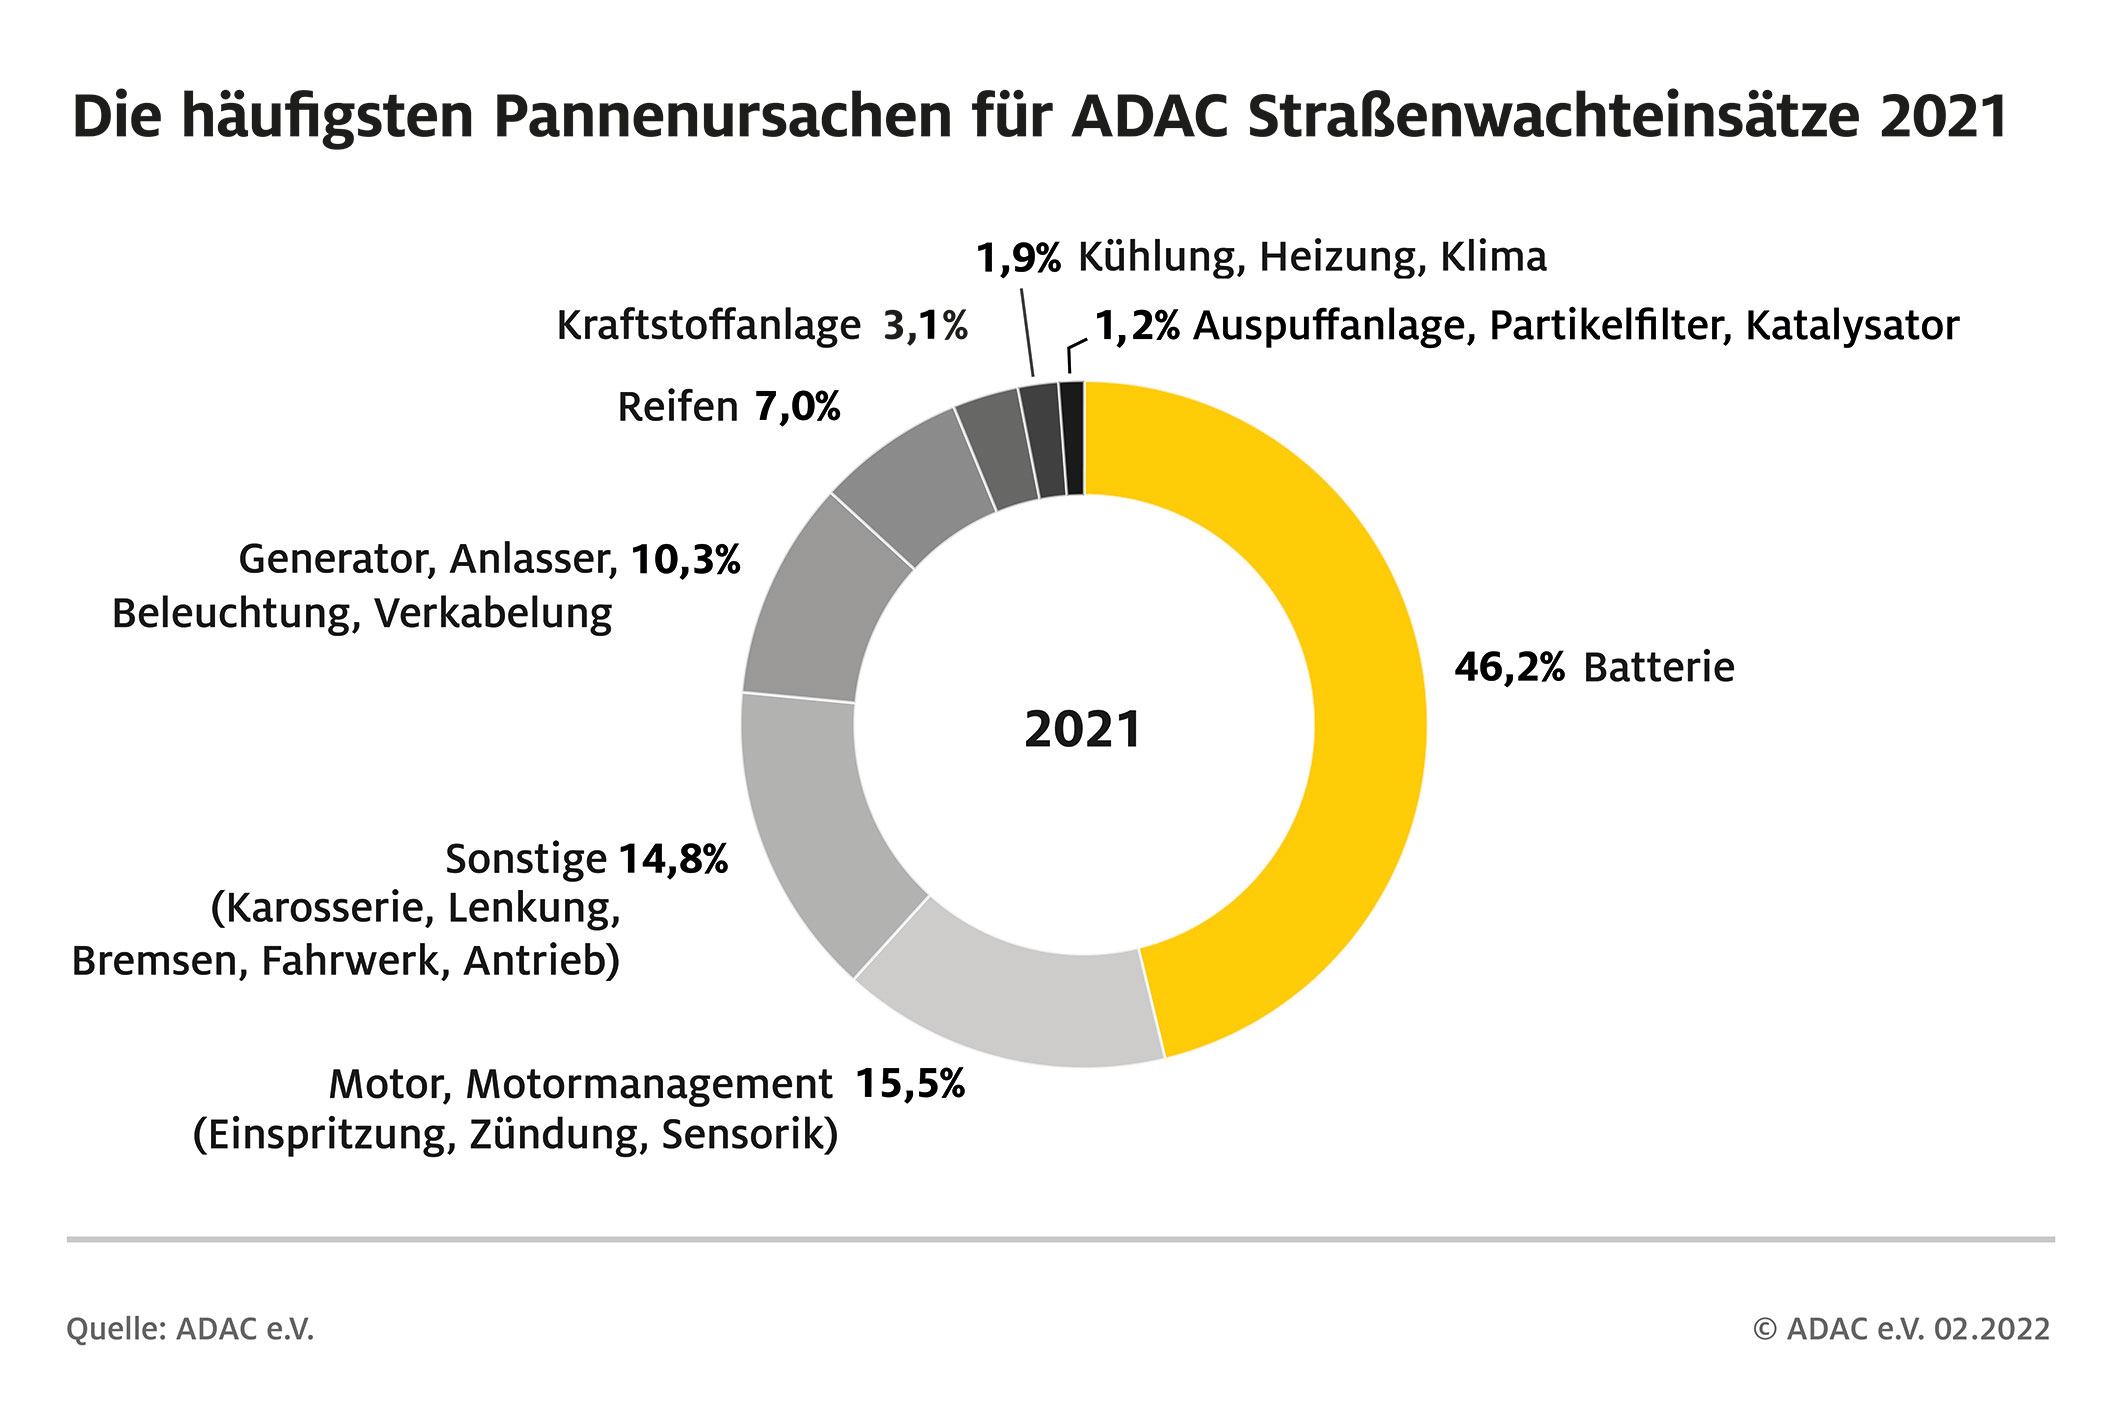 Die häufigsten Pannenursachen für ADAC Straßenwachteinsätze 2021
1,9% Kühlung, Heizung, Klima
Kraftstoffanlage 3,1%
1,2% Auspuffanlage, Partikelfilter, Katalysator
Reifen 7,0%
Generator, Anlasser, 10,3%
Beleuchtung, Verkabelung
46,2% Batterie
2021
Sonstige 14,8%
(Karosserie, Lenkung,
Bremsen, Fahrwerk, Antrieb)
Motor, Motormanagement 15,5%
(Einspritzung, Zündung, Sensorik)
Quelle: ADAC e.V.
© ADAC e.V. 02.2022